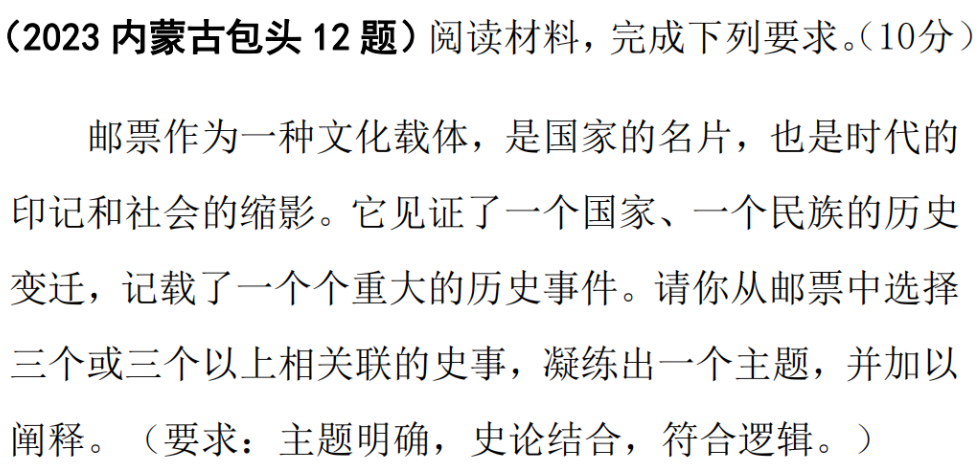 （2023 内蒙古包头 12 题）阅读材料，完成下列要求。（10分）
邮票作为一种文化载体，是国家的名片，也是时代的
印记和社会的缩影。它见证了一个国家、一个民族的历史
变迁，记载了一个个重大的历史事件。请你从邮票中选择
三个或三个以上相关联的史事，凝练出一个主题，并加以
阐释。（要求：主题明确，史论结合，符合逻辑。）